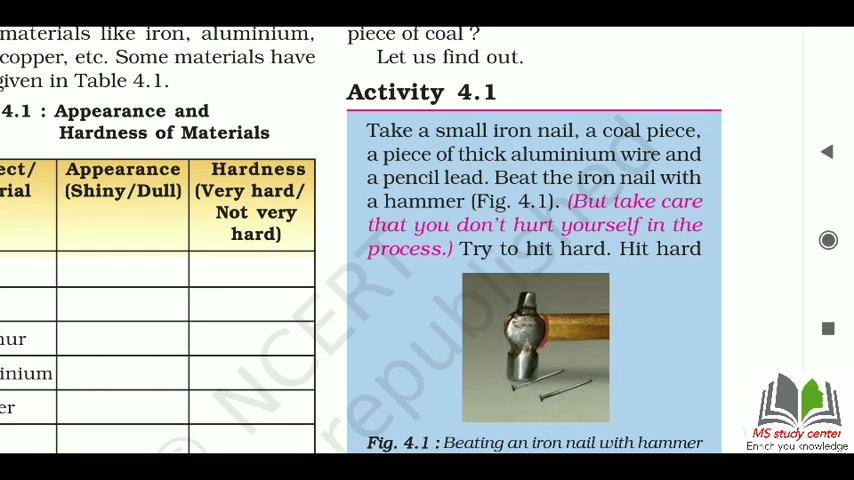 materials like iron, aluminium,
copper, etc. Some materials have
given in Table 4.1.
4.1 : Appearance and
Hardness of Materials
ect/
rial
Appearance
(Shiny/Dull)
Hardness
(Very hard/
Not very
hard)
hur
inium
er
piece of coal ?
Let us find out.
Activity 4.1
Take a small iron nail, a coal piece,
a piece of thick aluminium wire and
a pencil lead. Beat the iron nail with
a hammer (Fig. 4.1). (But take care
that you don't hurt yourself in the
process.) Try to hit hard. Hit hard
Fig. 4.1 : Beating an iron nail with hammer
© NCERT
republished
MS study center
Enrich you knowledge